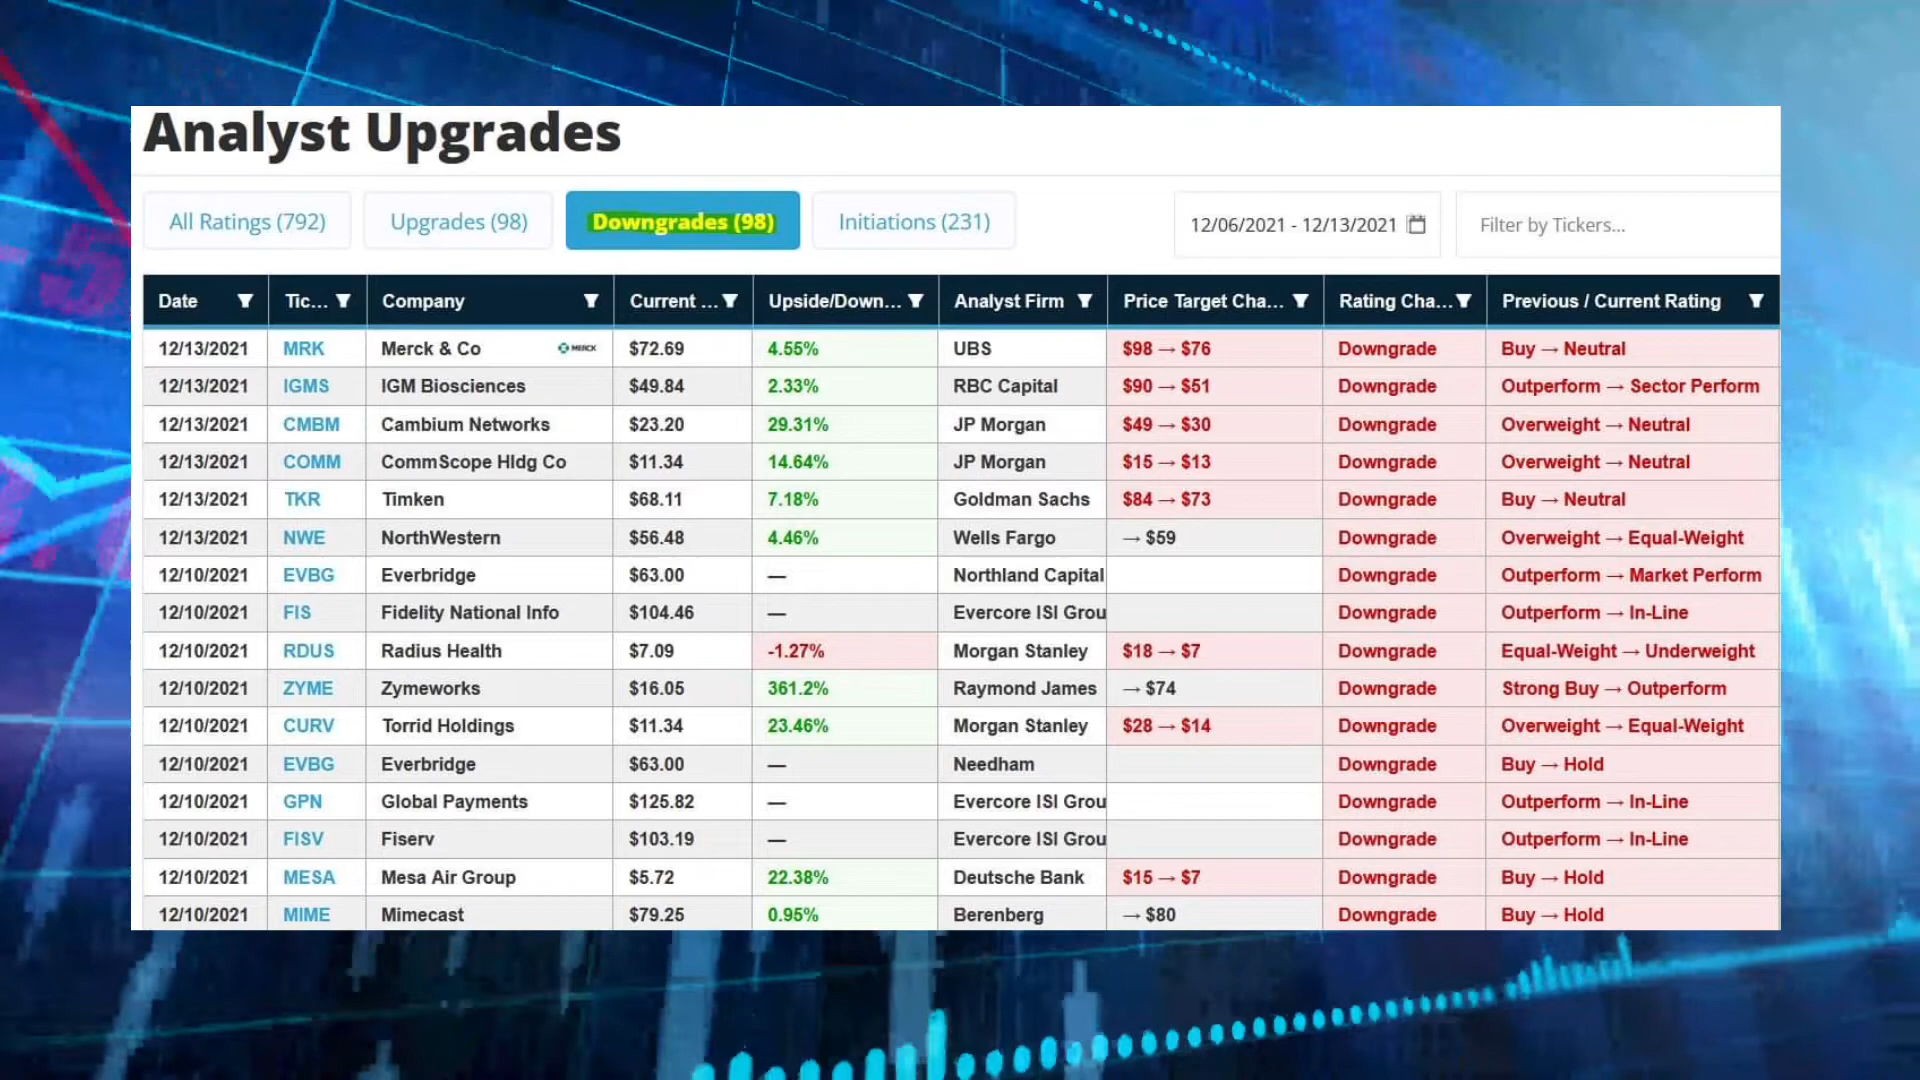 Analyst Upgrades
All Ratings (792) Upgrades (98) Downgrades (98) Initiations (231) 12/06/2021 - 12/13/2021 Filter by Tickers...
Date Tic... Company Current ... Upside/Down... Analyst Firm Price Target Cha... Rating Cha... Previous / Current Rating
12/13/2021 MRK Merck & Co MERCK $72.69 4.55% UBS $98 → $76 Downgrade Buy → Neutral
12/13/2021 IGMS IGM Biosciences $49.84 2.33% RBC Capital $90 → $51 Downgrade Outperform → Sector Perform
12/13/2021 CMBM Cambium Networks $23.20 29.31% JP Morgan $49 → $30 Downgrade Overweight → Neutral
12/13/2021 COMM CommScope Hldg Co $11.34 14.64% JP Morgan $15 → $13 Downgrade Overweight → Neutral
12/13/2021 TKR Timken $68.11 7.18% Goldman Sachs $84 → $73 Downgrade Buy → Neutral
12/13/2021 NWE NorthWestern $56.48 4.46% Wells Fargo → $59 Downgrade Overweight → Equal-Weight
12/10/2021 EVBG Everbridge $63.00 — Northland Capital Downgrade Outperform → Market Perform
12/10/2021 FIS Fidelity National Info $104.46 — Evercore ISI Grou Downgrade Outperform → In-Line
12/10/2021 RDUS Radius Health $7.09 -1.27% Morgan Stanley $18 → $7 Downgrade Equal-Weight → Underweight
12/10/2021 ZYME Zymeworks $16.05 361.2% Raymond James → $74 Downgrade Strong Buy → Outperform
12/10/2021 CURV Torrid Holdings $11.34 23.46% Morgan Stanley $28 → $14 Downgrade Overweight → Equal-Weight
12/10/2021 EVBG Everbridge $63.00 — Needham Downgrade Buy → Hold
12/10/2021 GPN Global Payments $125.82 — Evercore ISI Grou Downgrade Outperform → In-Line
12/10/2021 FISV Fiserv $103.19 — Evercore ISI Grou Downgrade Outperform → In-Line
12/10/2021 MESA Mesa Air Group $5.72 22.38% Deutsche Bank $15 → $7 Downgrade Buy → Hold
12/10/2021 MIME Mimecast $79.25 0.95% Berenberg → $80 Downgrade Buy → Hold